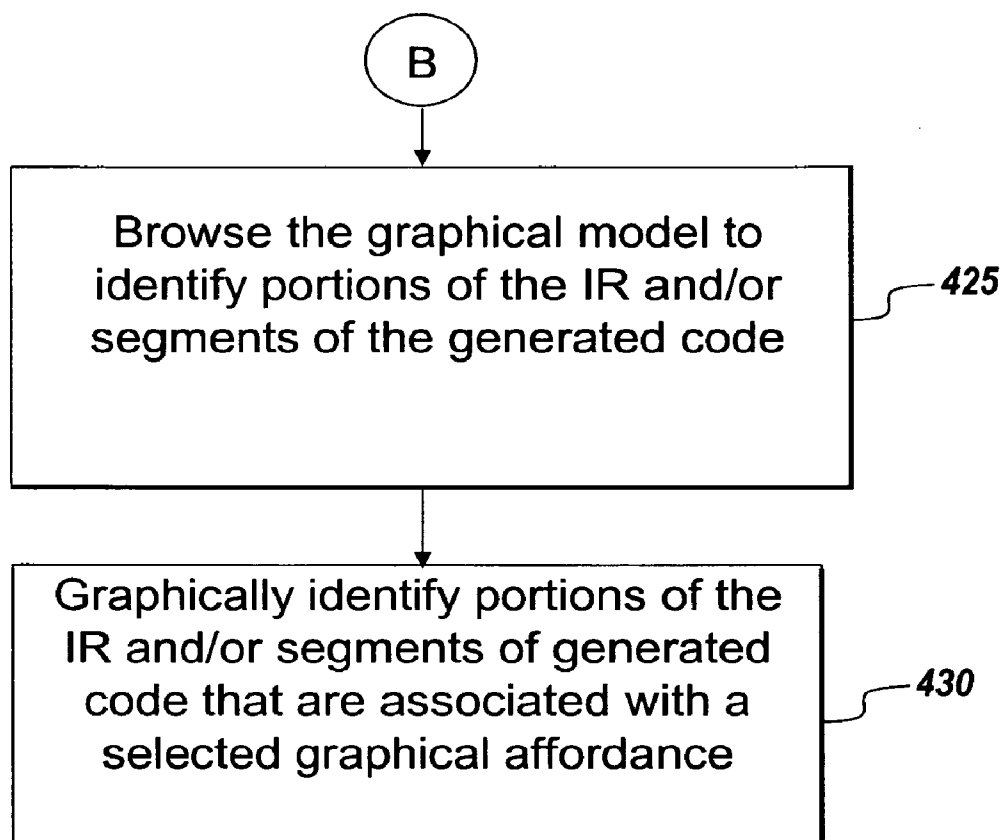 B
Browse the graphical model to
identify portions of the IR and/or
segments of the generated code
425
Graphically identify portions of the
IR and/or segments of generated
code that are associated with a
selected graphical affordance
430